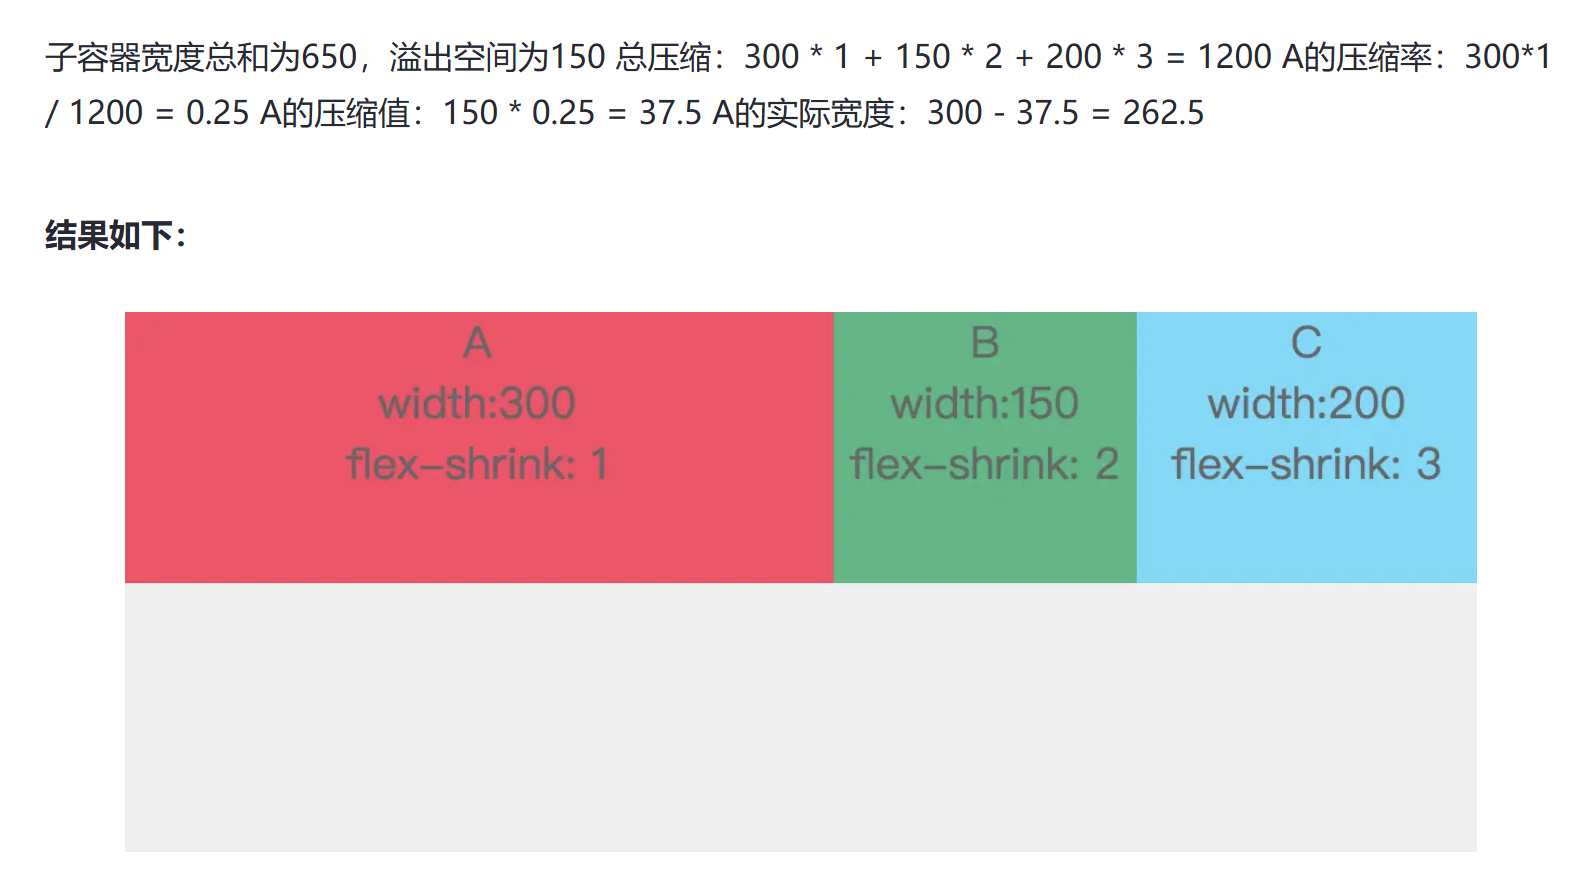 子容器宽度总和为650，溢出空间为150 总压缩：300 * 1 + 150 * 2 + 200 * 3 = 1200 A的压缩率：300*1
/ 1200 = 0.25 A的压缩值：150 * 0.25 = 37.5 A的实际宽度：300 - 37.5 = 262.5
结果如下：
A
width:300
flex-shrink: 1
B
width:150
flex-shrink: 2
C
width:200
flex-shrink: 3